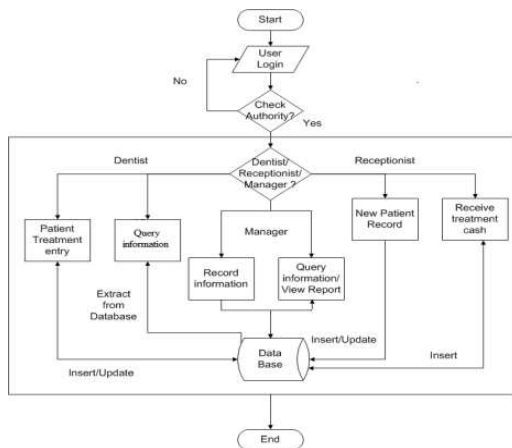 Start
User
Login
No
Check
Authority?
Yes
Dentist
Dentist/
Receptionist/
Manager ?
Receptionist
Patient
Treatment
entry
Query
information
Manager
New Patient
Record
Receive
treatment
cash
Record
information
Query
information/
View Report
Extract
from
Database
Insert/Update
Data
Base
Insert/Update
Insert
End